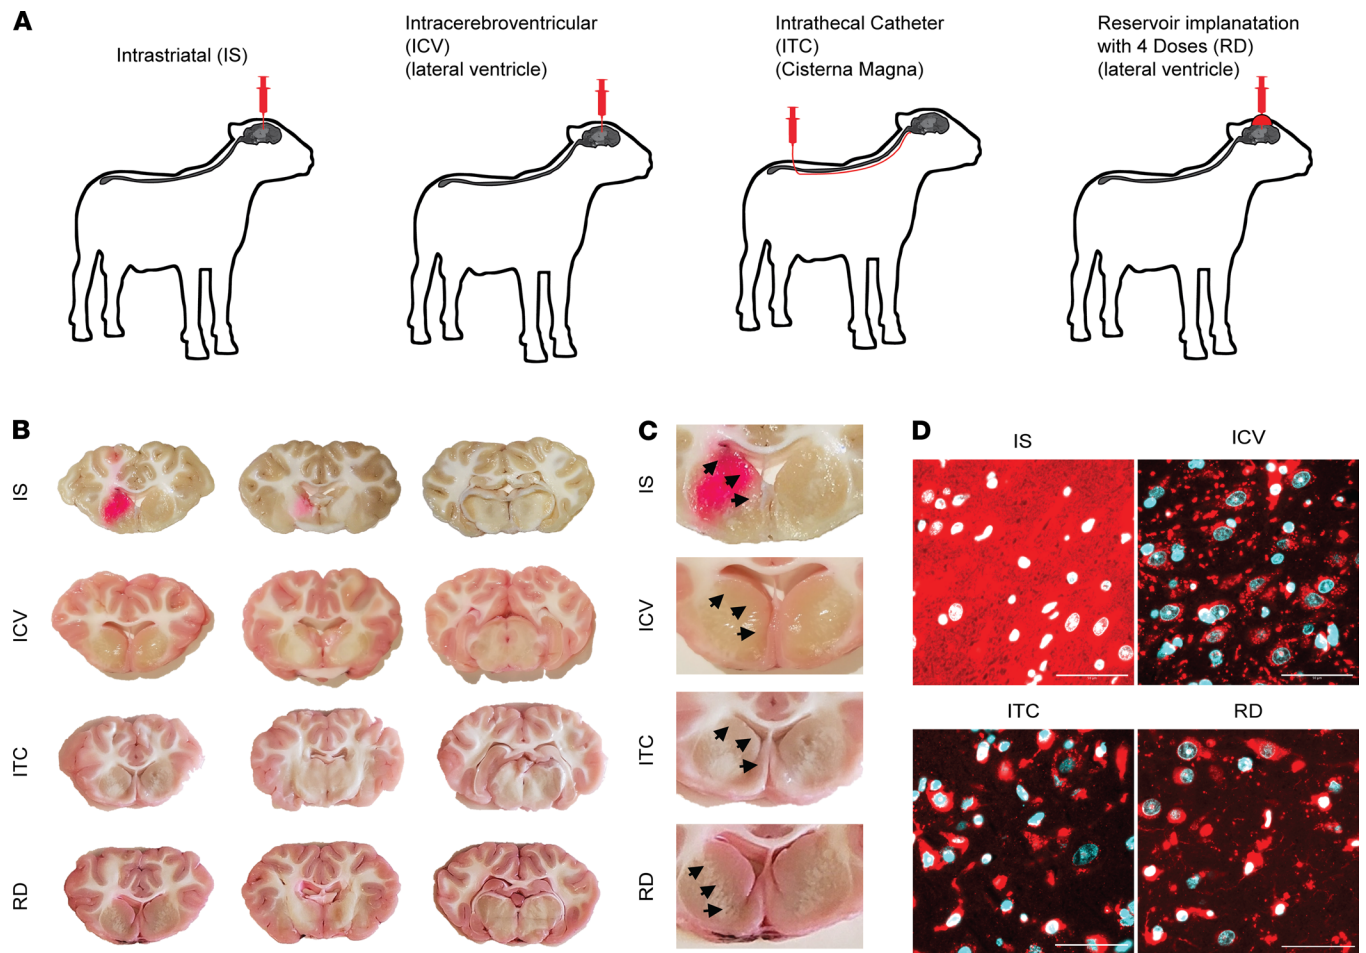 A
Intrastriatal (IS)
Intracerebroventricular
(ICV)
(lateral ventricle)
Intrathecal Catheter
(ITC)
(Cisterna Magna)
Reservoir implanatation
with 4 Doses (RD)
(lateral ventricle)
B
IS
ICV
ITC
RD
C
IS
ICV
ITC
RD
D
IS
ICV
ITC
RD